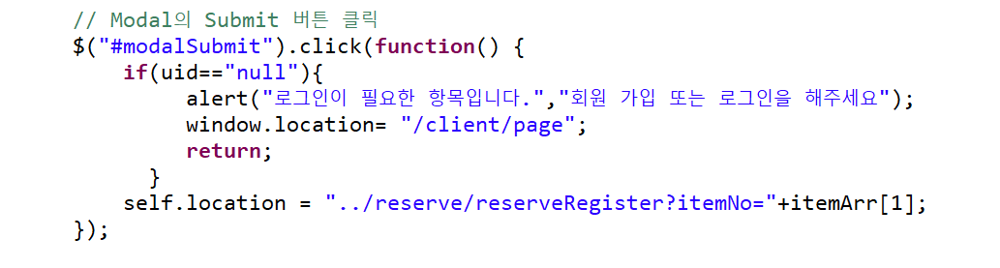 // Modal의 Submit 버튼 클릭
$("#modalSubmit").click(function() {
if(uid=="null"){
alert("로그인이 필요한 항목입니다.","회원 가입 또는 로그인을 해주세요");
window.location= "/client/page";
return;
}
self.location = "../reserve/reserveRegister?itemNo="+itemArr[1];
});